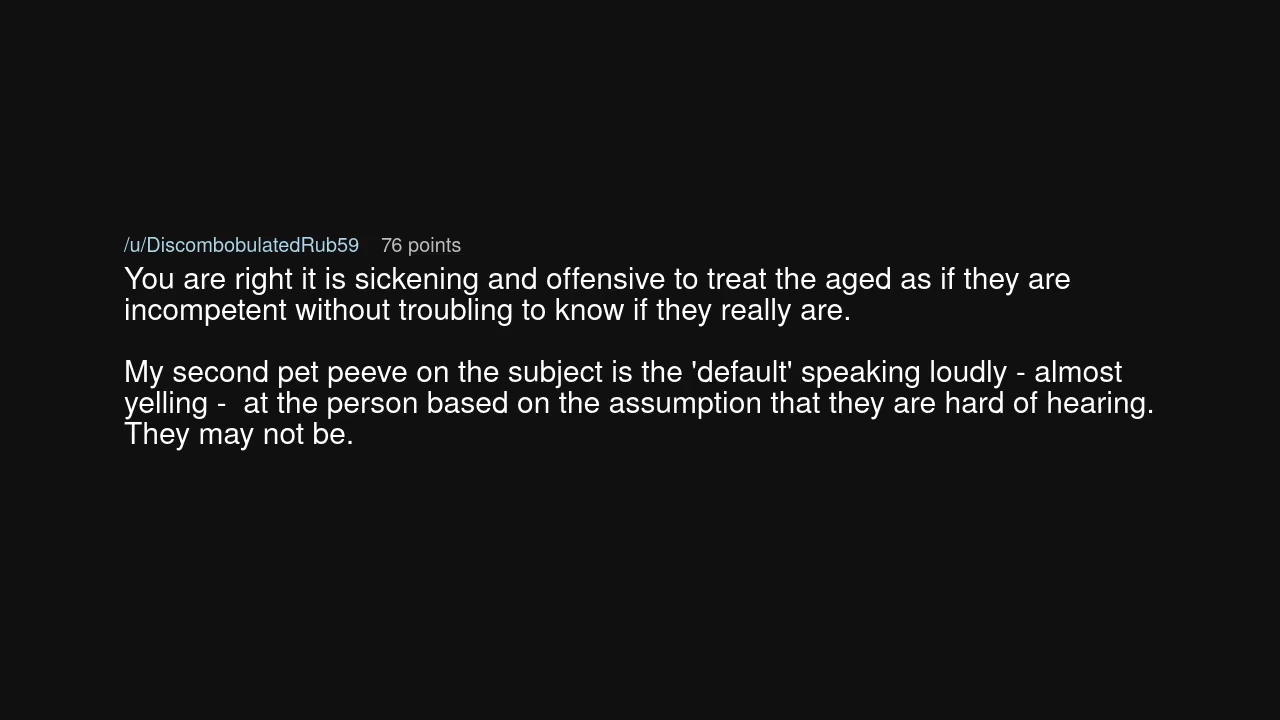 /u/DiscombobulatedRub59 76 points
You are right it is sickening and offensive to treat the aged as if they are
incompetent without troubling to know if they really are.
My second pet peeve on the subject is the 'default' speaking loudly - almost
yelling -  at the person based on the assumption that they are hard of hearing.
They may not be.